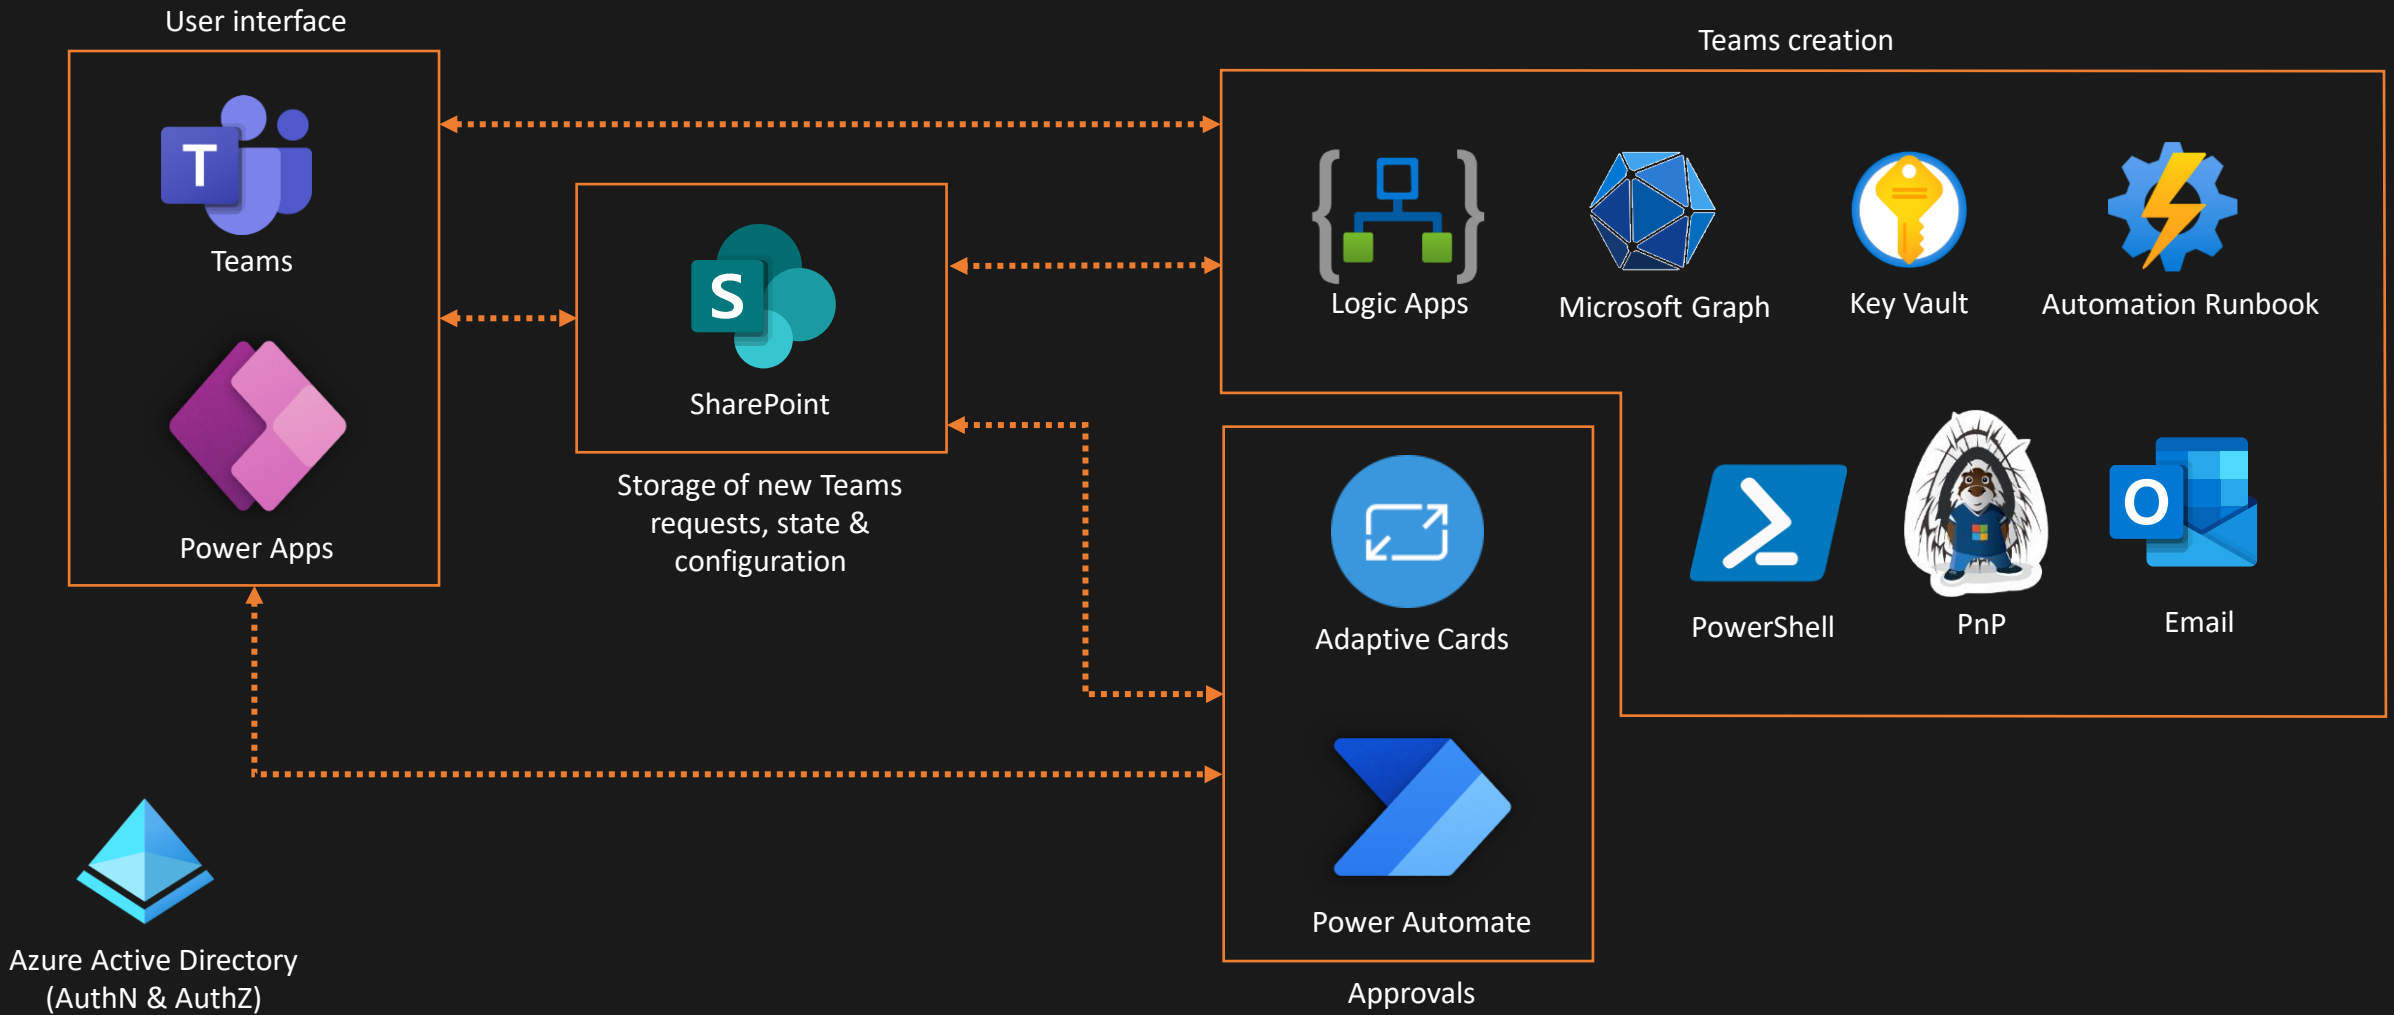 User interface
Teams creation
T
Teams
Power Apps
S
SharePoint
Storage of new Teams
requests, state &
configuration
Logic Apps
Microsoft Graph
Key Vault
Automation Runbook
PowerShell
PnP
O
Email
Adaptive Cards
Power Automate
Approvals
Azure Active Directory
(AuthN & AuthZ)